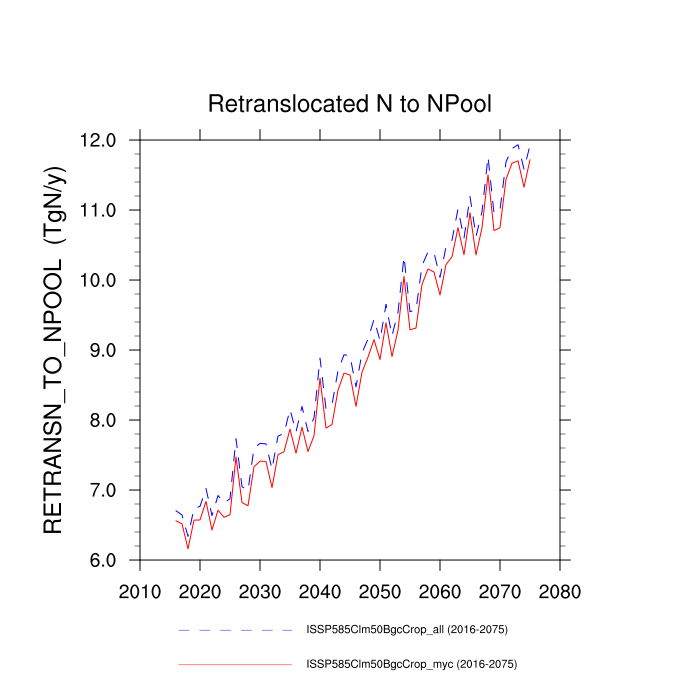 Retranslocated N to NPool
RETRANSN_TO_NPOOL (TgN/y)
12.0
11.0
10.0
9.0
8.0
7.0
6.0
2010 2020 2030 2040 2050 2060 2070 2080
ISSP585Clm50BgcCrop_all (2016-2075)
ISSP585Clm50BgcCrop_myc (2016-2075)